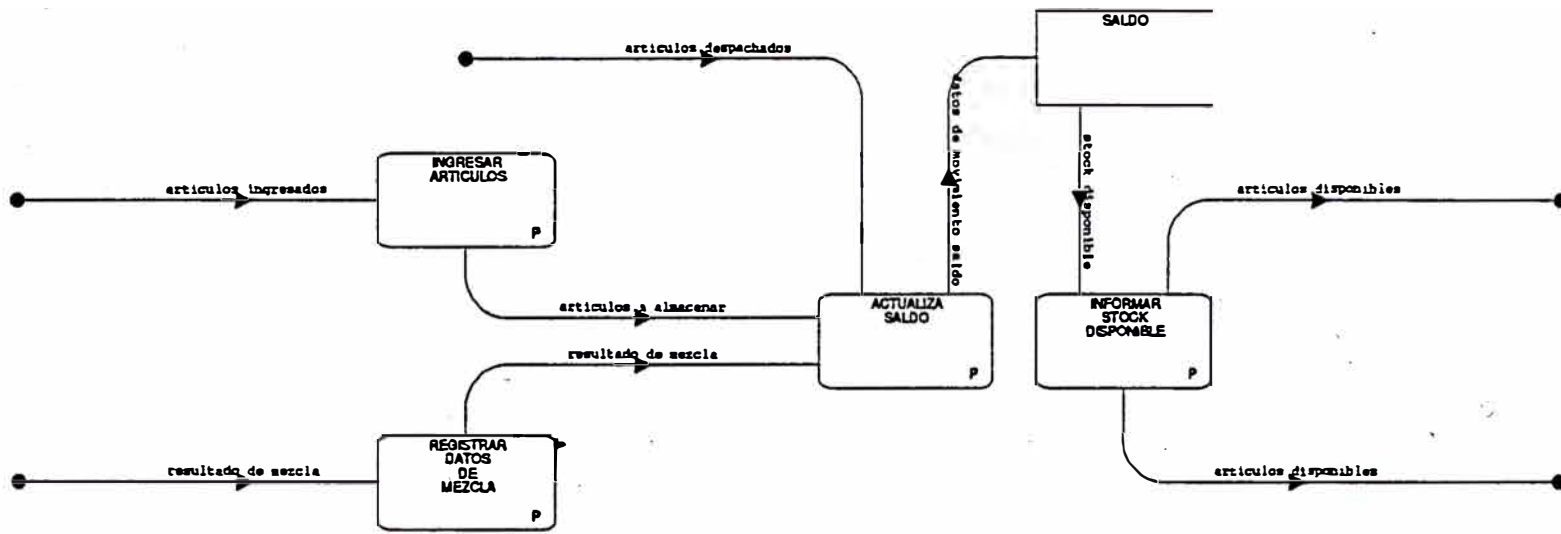 SALDO
articulos despachados
datos de movimiento saldo
stock disponible
INGRESAR
ARTICULOS
P
articulos ingresados
articulos disponibles
articulos a almacenar
ACTUALIZA
SALDO
P
INFORMAR
STOCK
DISPONIBLE
P
resultado de mezcla
REGISTRAR
DATOS
DE
MEZCLA
P
resultado de mezcla
articulos disponibles